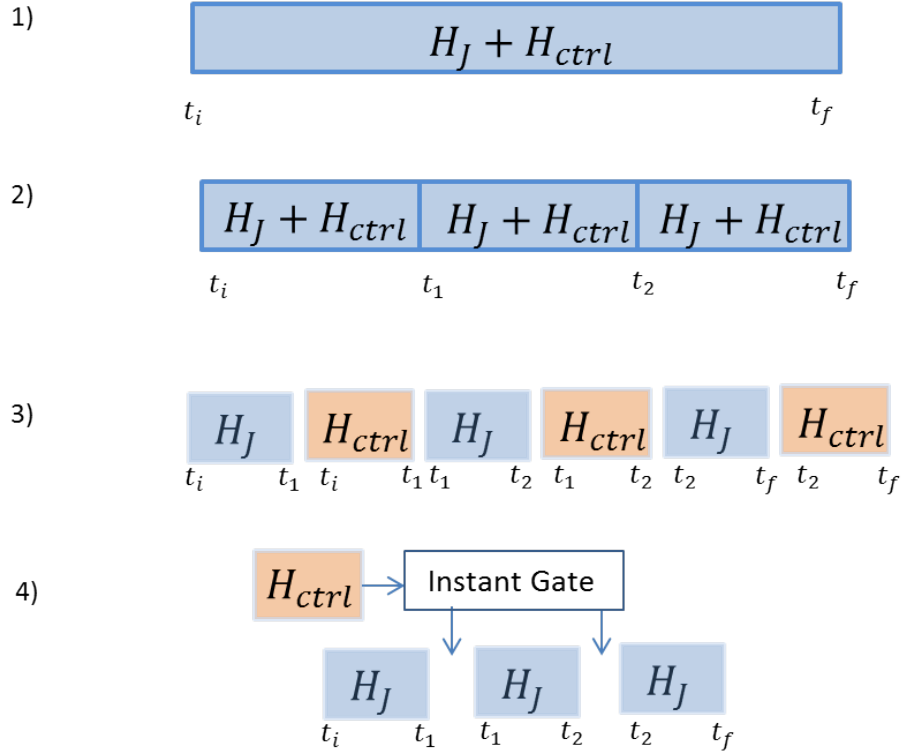 1)
H_J + H_ctrl
t_i t_f
2)
H_J + H_ctrl H_J + H_ctrl H_J + H_ctrl
t_i t_1 t_2 t_f
3)
H_J H_ctrl H_J H_ctrl H_J H_ctrl
t_i t_1 t_i t_1 t_1 t_2 t_1 t_2 t_2 t_f t_2 t_f
4)
H_ctrl Instant Gate
H_J H_J H_J
t_i t_1 t_1 t_2 t_2 t_f